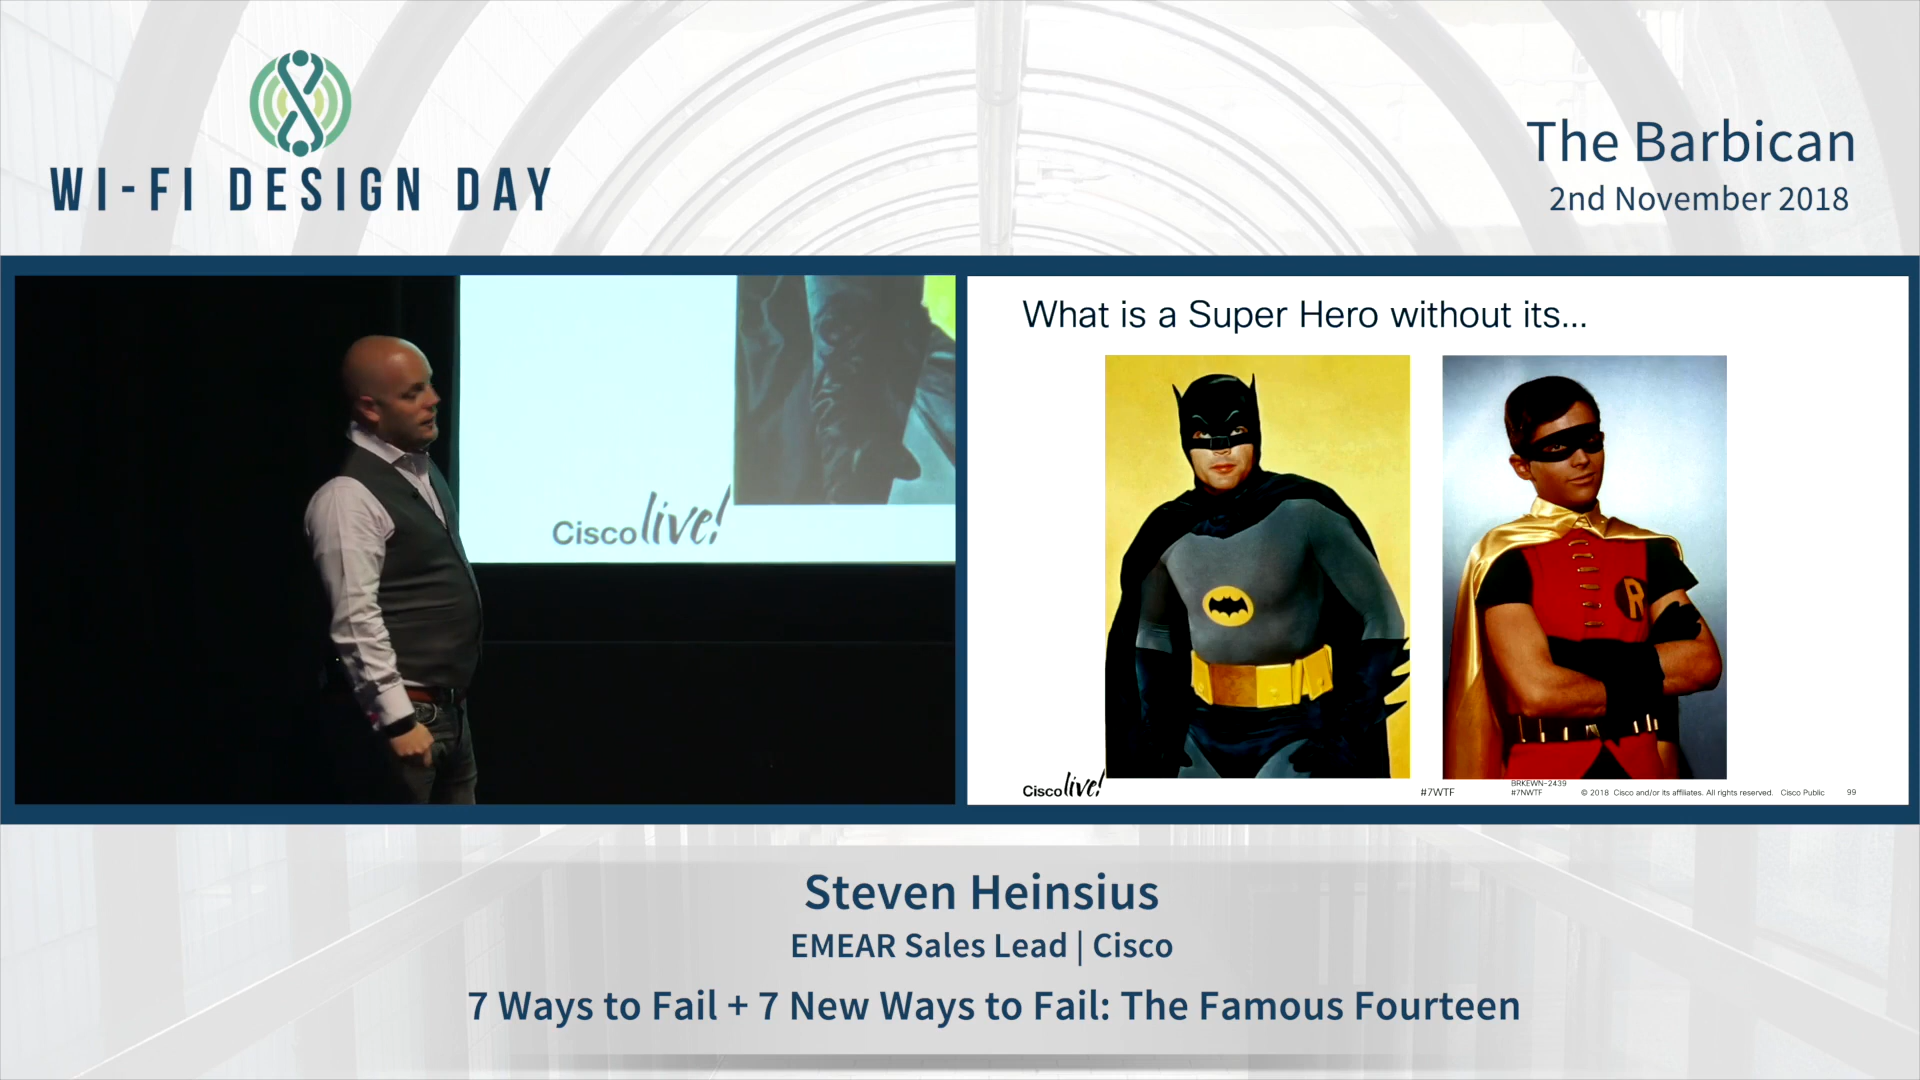 WI-FI DESIGN DAY
The Barbican
2nd November 2018
Cisco live!
What is a Super Hero without its...
R
Cisco live!
#7WTF
BRKEWN-2439
#7NWTF
© 2018 Cisco and/or its affiliates. All rights reserved. Cisco Public
99
Steven Heinsius
EMEAR Sales Lead | Cisco
7 Ways to Fail + 7 New Ways to Fail: The Famous Fourteen